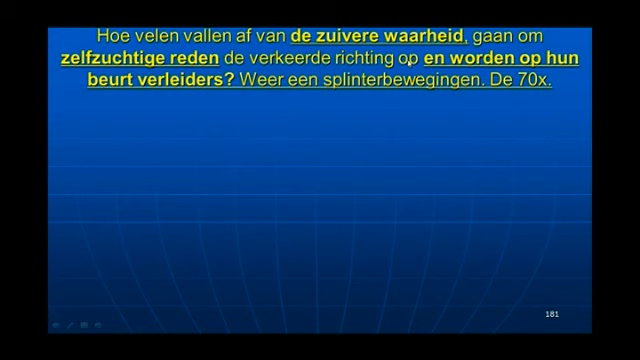 Hoe velen vallen af van de zuivere waarheid, gaan om
zelfzuchtige reden de verkeerde richting op en worden op hun
beurt verleiders? Weer een splinterbewegingen. De 70x.
181